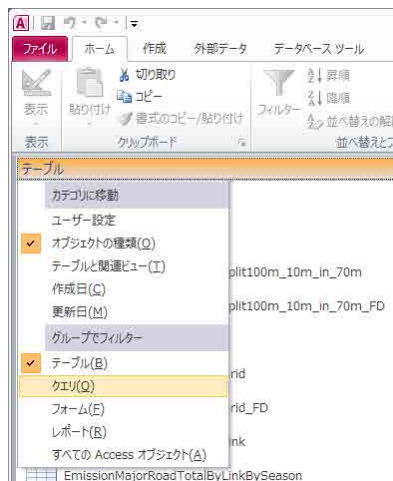 A
ファイル ホーム 作成 外部データ データベース ツール
表示 貼り付け 切り取り コピー 書式のコピー/貼り付け フィルター 昇順 降順 並べ替えの解
表示 クリップボード 並べ替えとフ
テーブル
カテゴリに移動
ユーザー設定
オブジェクトの種類(O)
テーブルと関連ビュー(T)
plit100m_10m_in_70m
作成日(C)
更新日(M)
plit100m_10m_in_70m_FD
グループでフィルター
テーブル(B)
rid
クエリ(Q)
フォーム(F)
rid_FD
レポート(R)
nk
すべての Access オブジェクト(A)
EmissionMajorRoadTotalByLinkBySeason